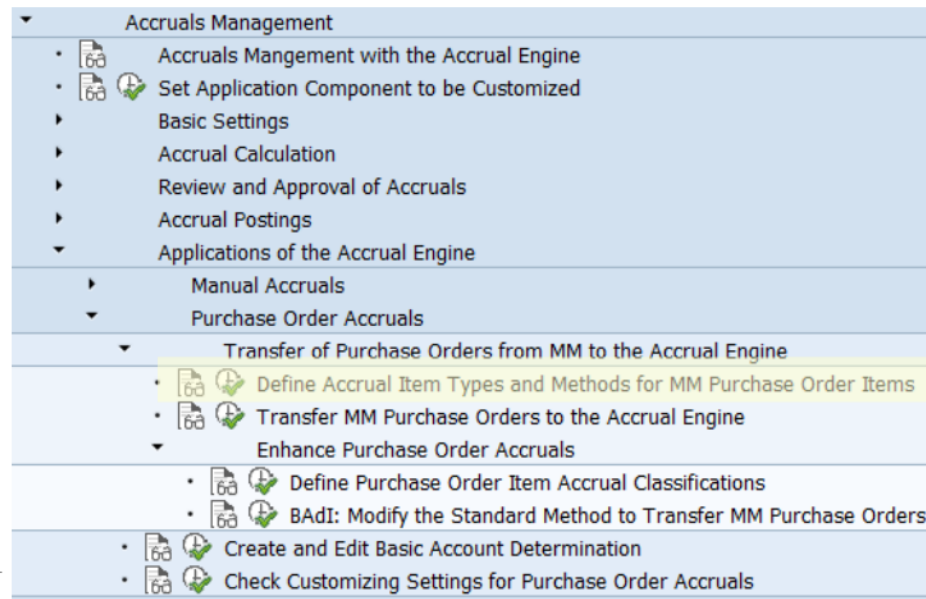 Accruals Management
Accruals Mangement with the Accrual Engine
Set Application Component to be Customized
Basic Settings
Accrual Calculation
Review and Approval of Accruals
Accrual Postings
Applications of the Accrual Engine
Manual Accruals
Purchase Order Accruals
Transfer of Purchase Orders from MM to the Accrual Engine
Define Accrual Item Types and Methods for MM Purchase Order Items
Transfer MM Purchase Orders to the Accrual Engine
Enhance Purchase Order Accruals
Define Purchase Order Item Accrual Classifications
BAdI: Modify the Standard Method to Transfer MM Purchase Orders
Create and Edit Basic Account Determination
Check Customizing Settings for Purchase Order Accruals